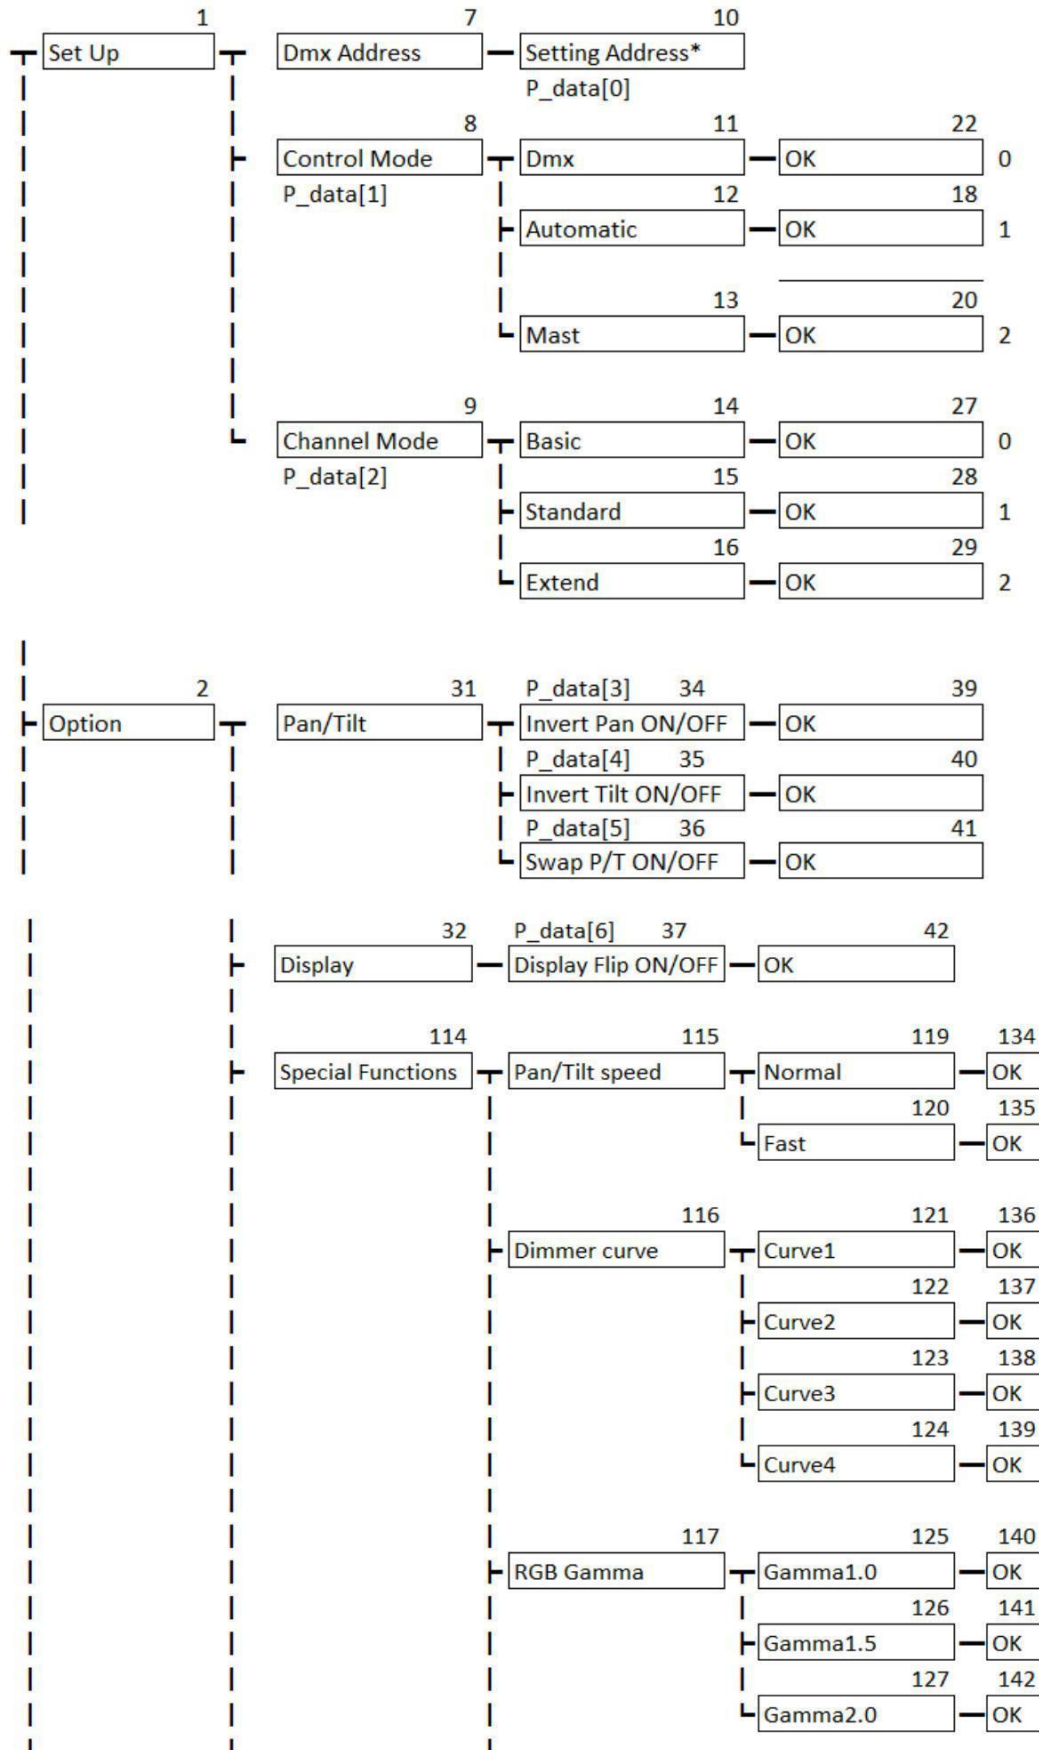 1 7 10
Set Up Dmx Address Setting Address*
P_data[0]
8 11 22
Control Mode Dmx OK 0
P_data[1] 12 18
Automatic OK 1
13 20
Mast OK 2
9 14 27
Channel Mode Basic OK 0
P_data[2] 15 28
Standard OK 1
16 29
Extend OK 2
2 31 P_data[3] 34 39
Option Pan/Tilt Invert Pan ON/OFF OK
P_data[4] 35 40
Invert Tilt ON/OFF OK
P_data[5] 36 41
Swap P/T ON/OFF OK
32 P_data[6] 37 42
Display Display Flip ON/OFF OK
114 115 119 134
Special Functions Pan/Tilt speed Normal OK
120 135
Fast OK
116 121 136
Dimmer curve Curve1 OK
122 137
Curve2 OK
123 138
Curve3 OK
124 139
Curve4 OK
117 125 140
RGB Gamma Gamma1.0 OK
126 141
Gamma1.5 OK
127 142
Gamma2.0 OK